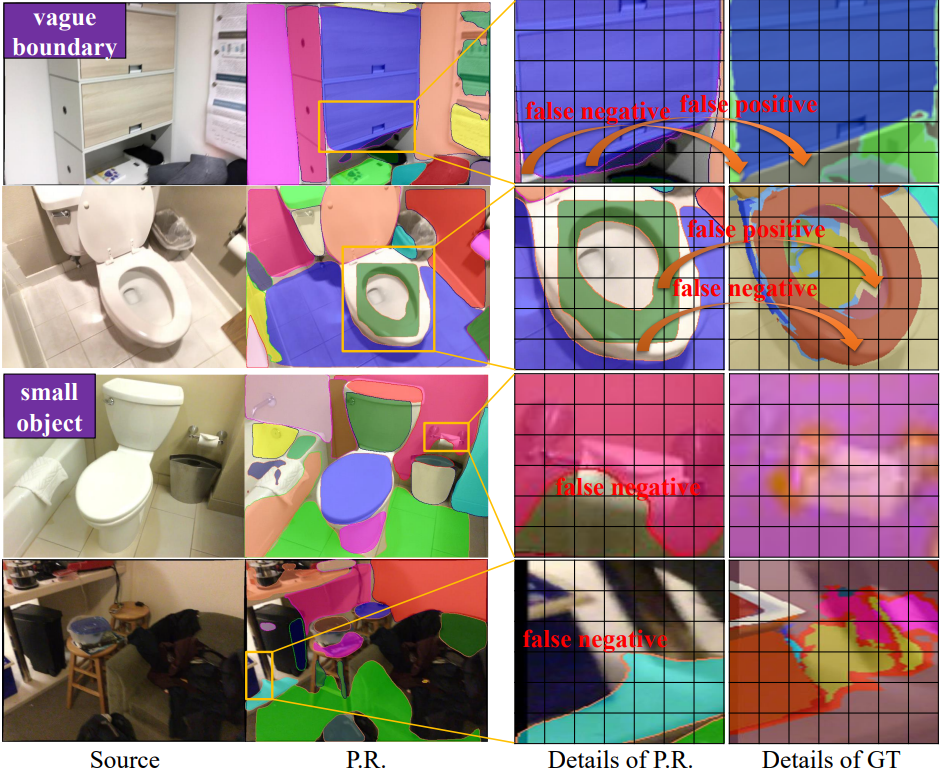 vague
boundary
false negative
false positive
false positive
false negative
small
object
false negative
false negative
Source
P.R.
Details of P.R.
Details of GT